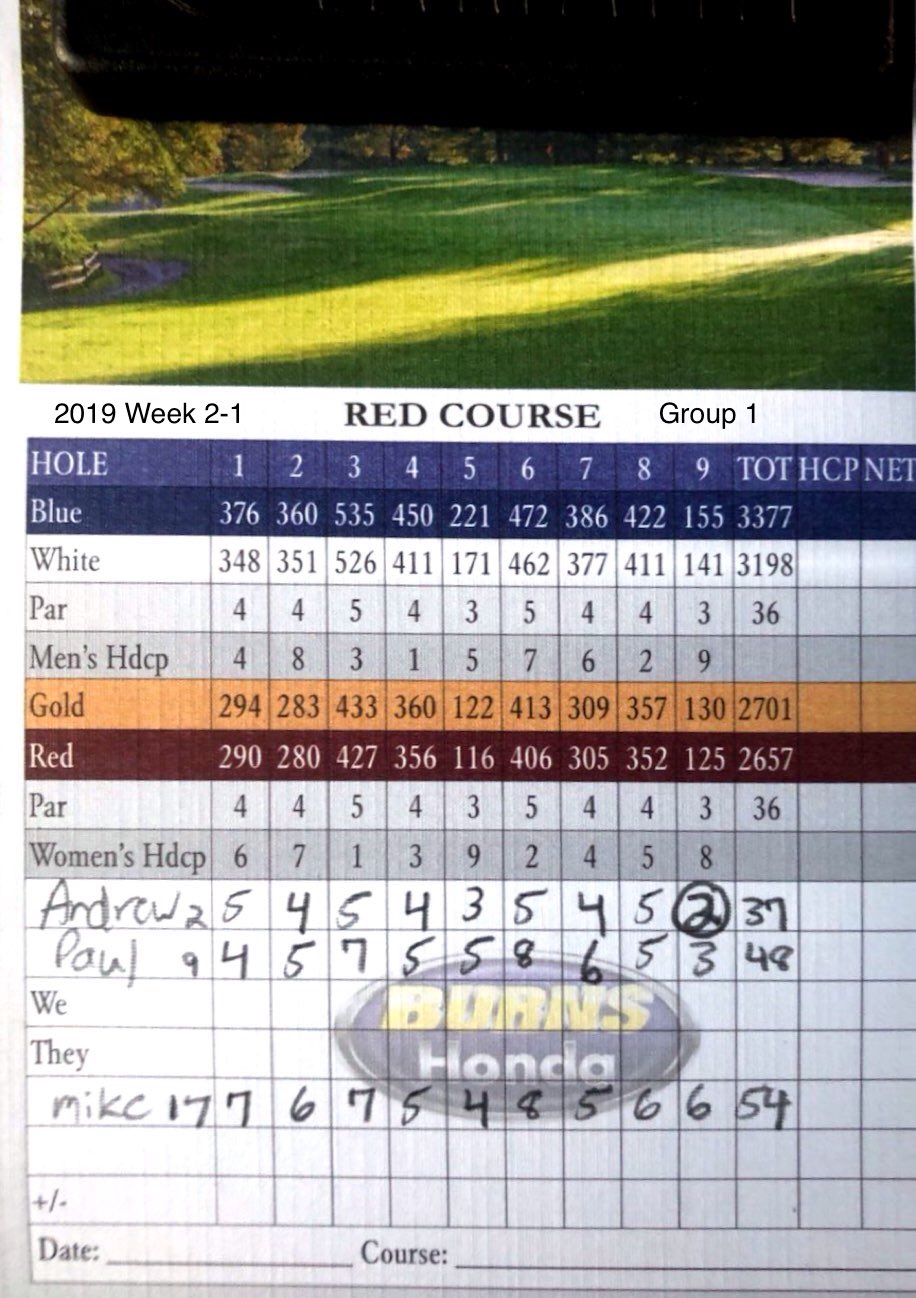 2019 Week 2-1 RED COURSE Group 1
HOLE 1 2 3 4 5 6 7 8 9 TOT HCP NET
Blue 376 360 535 450 221 472 386 422 155 3377
White 348 351 526 411 171 462 377 411 141 3198
Par 4 4 5 4 3 5 4 4 3 36
Men's Hdcp 4 8 3 1 5 7 6 2 9
Gold 294 283 433 360 122 413 309 357 130 2701
Red 290 280 427 356 116 406 305 352 125 2657
Par 4 4 5 4 3 5 4 4 3 36
Women's Hdcp 6 7 1 3 9 2 4 5 8
Andrew 2 5 4 5 4 3 5 4 5 2 37
Paul 9 4 5 7 5 5 8 6 5 3 48
We
BURNS
They
Honda
mike 17 7 6 7 5 4 8 5 6 6 54
+/-
Date: Course: